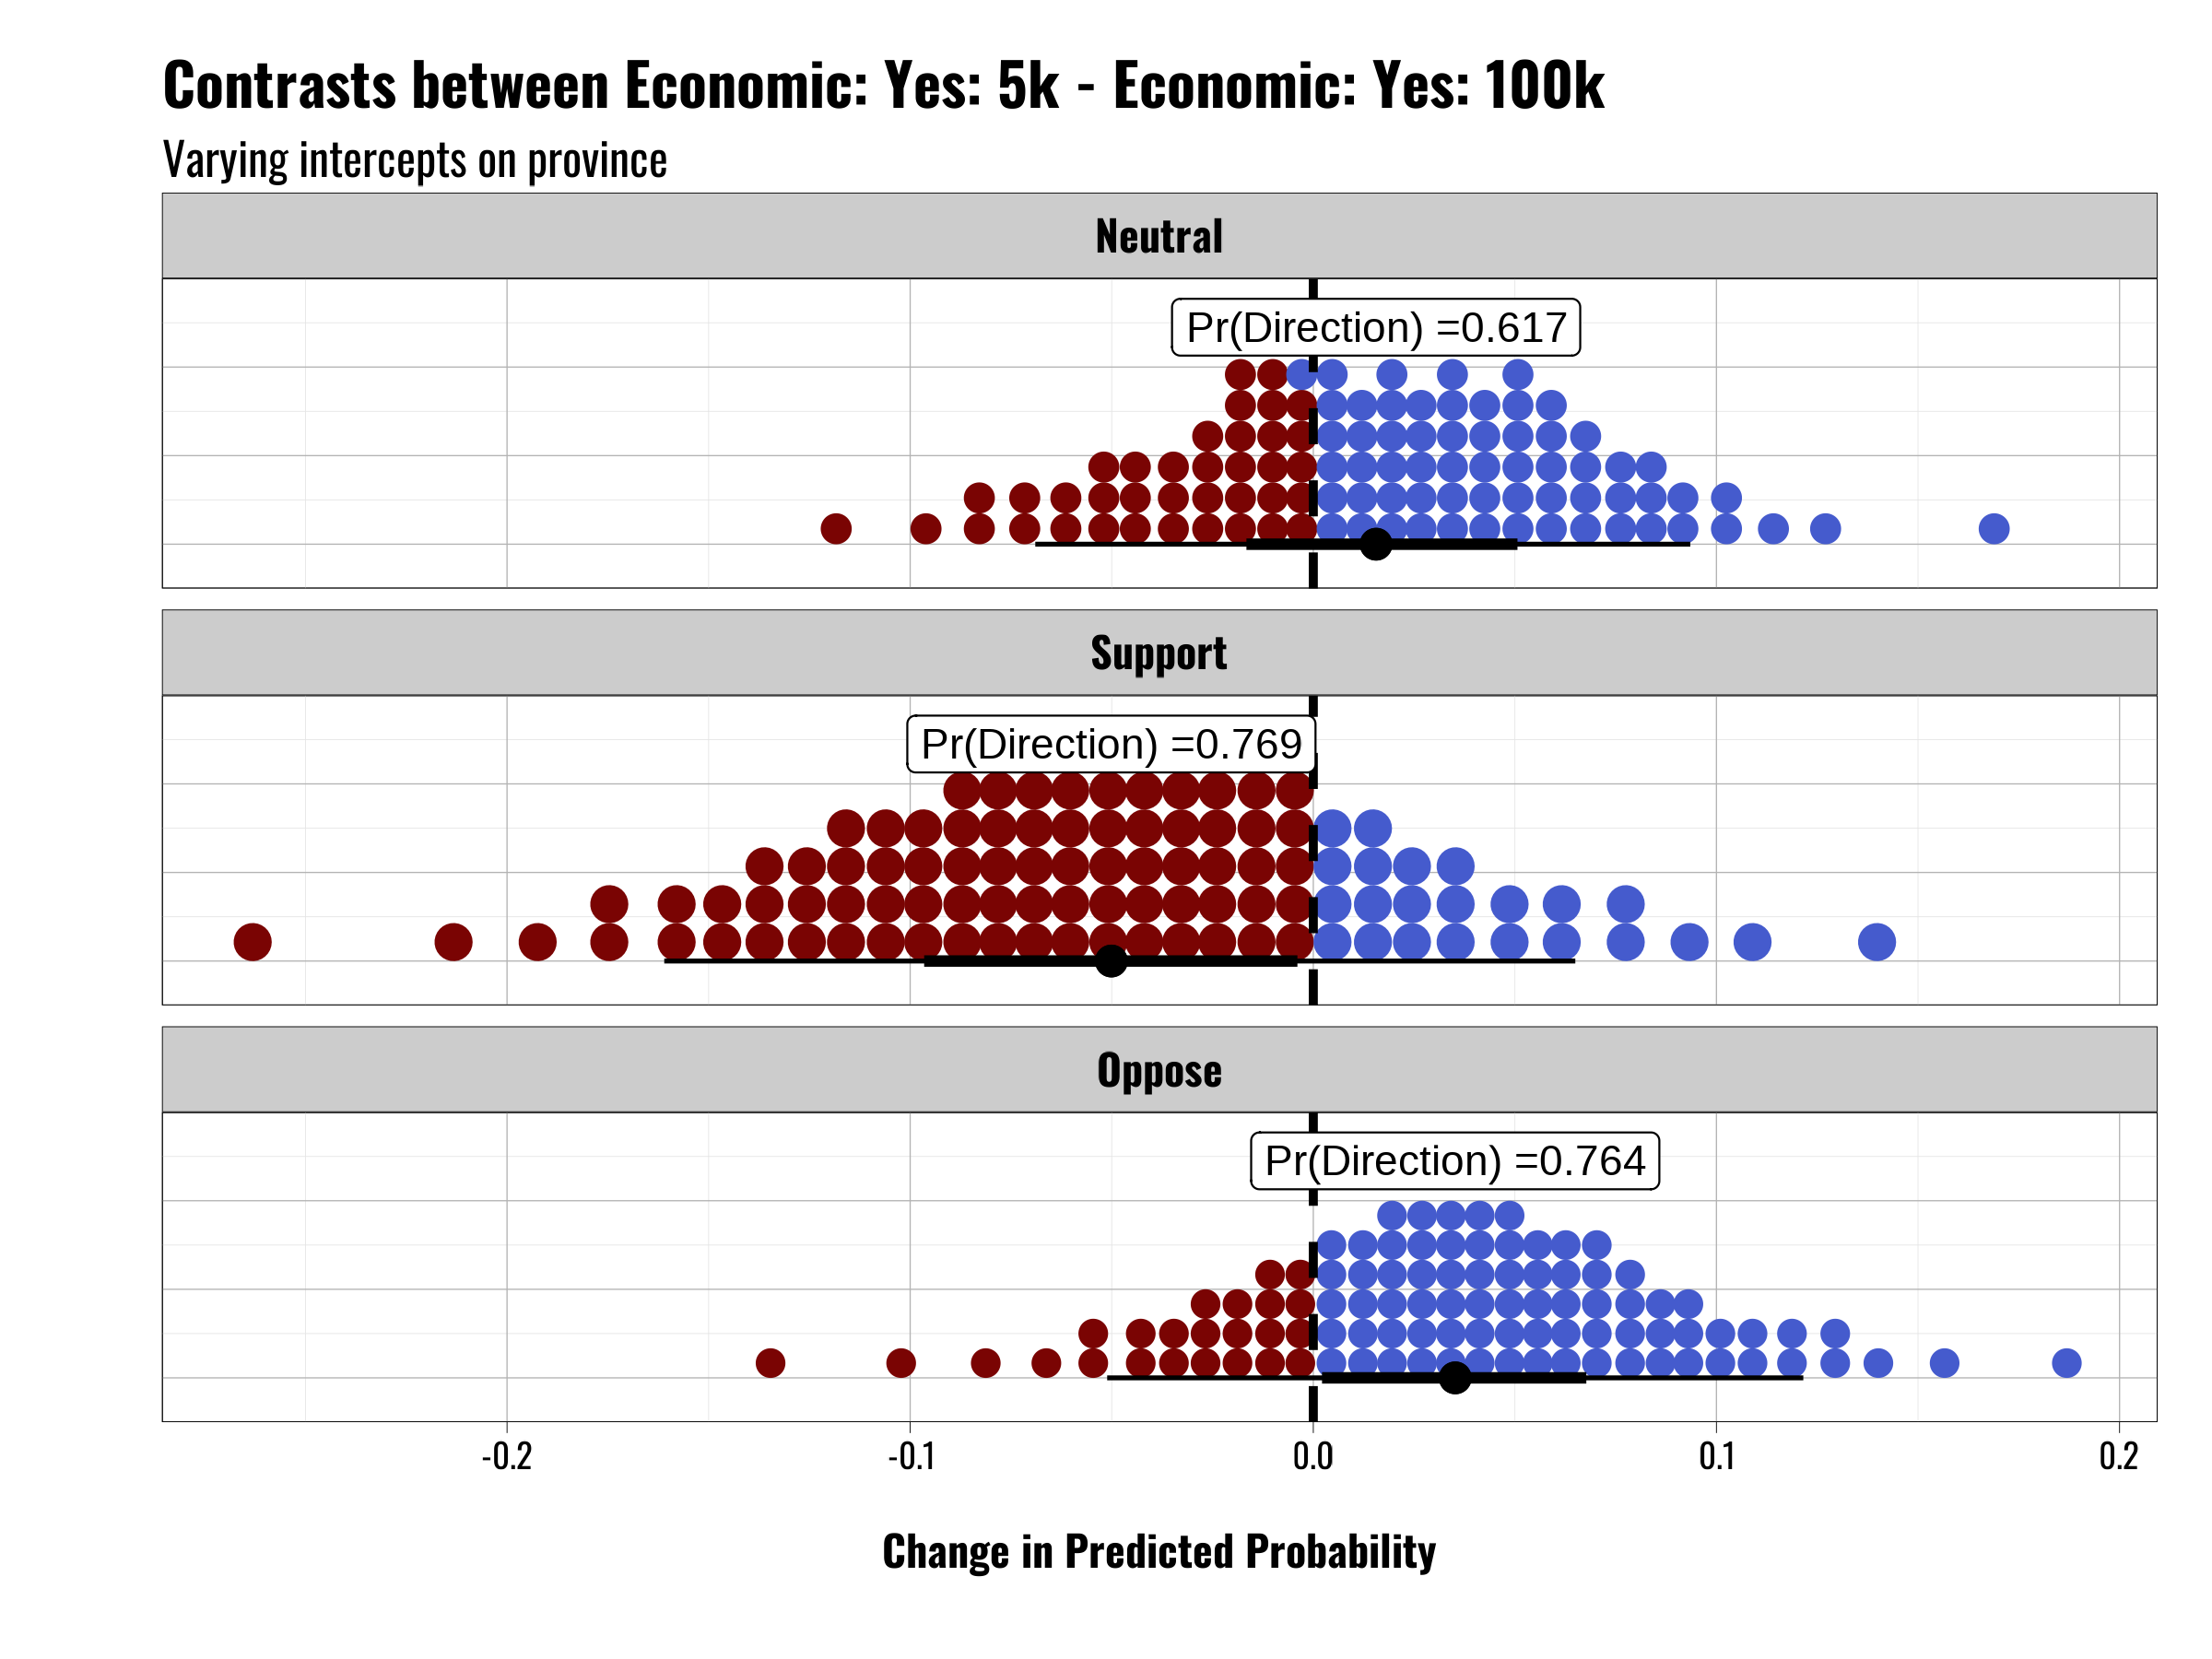 Contrasts between Economic: Yes: 5k - Economic: Yes: 100k
Varying intercepts on province
Neutral
Pr(Direction) =0.617
Support
Pr(Direction) =0.769
Oppose
Pr(Direction) =0.764
-0.2 -0.1 0.0 0.1 0.2
Change in Predicted Probability